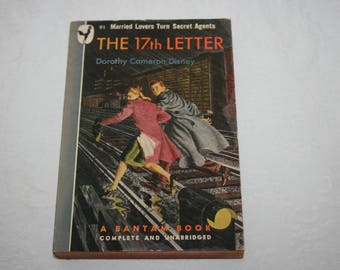 91 Married Lovers Turn Secret Agents
THE 17th LETTER
Dorothy Cameron Disney
A BANTAM BOOK
COMPLETE AND UNABRIDGED